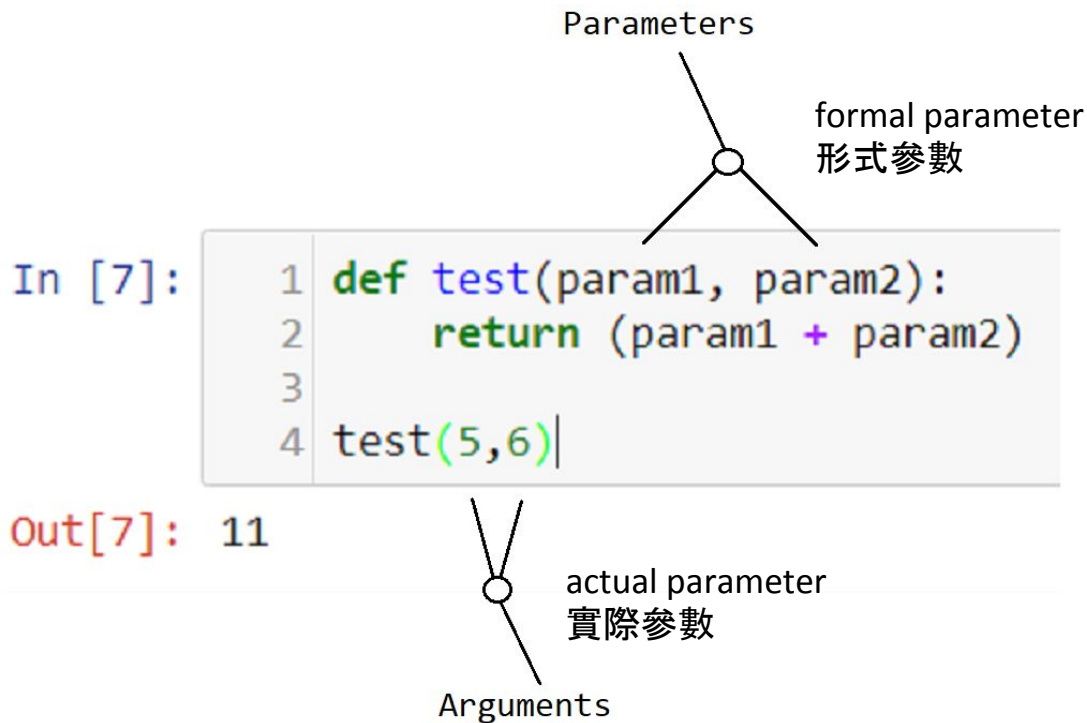 Parameters
formal parameter
形式參數
In [7]:
1 def test(param1, param2):
2     return (param1 + param2)
3
4 test(5,6)
Out[7]: 11
actual parameter
實際參數
Arguments